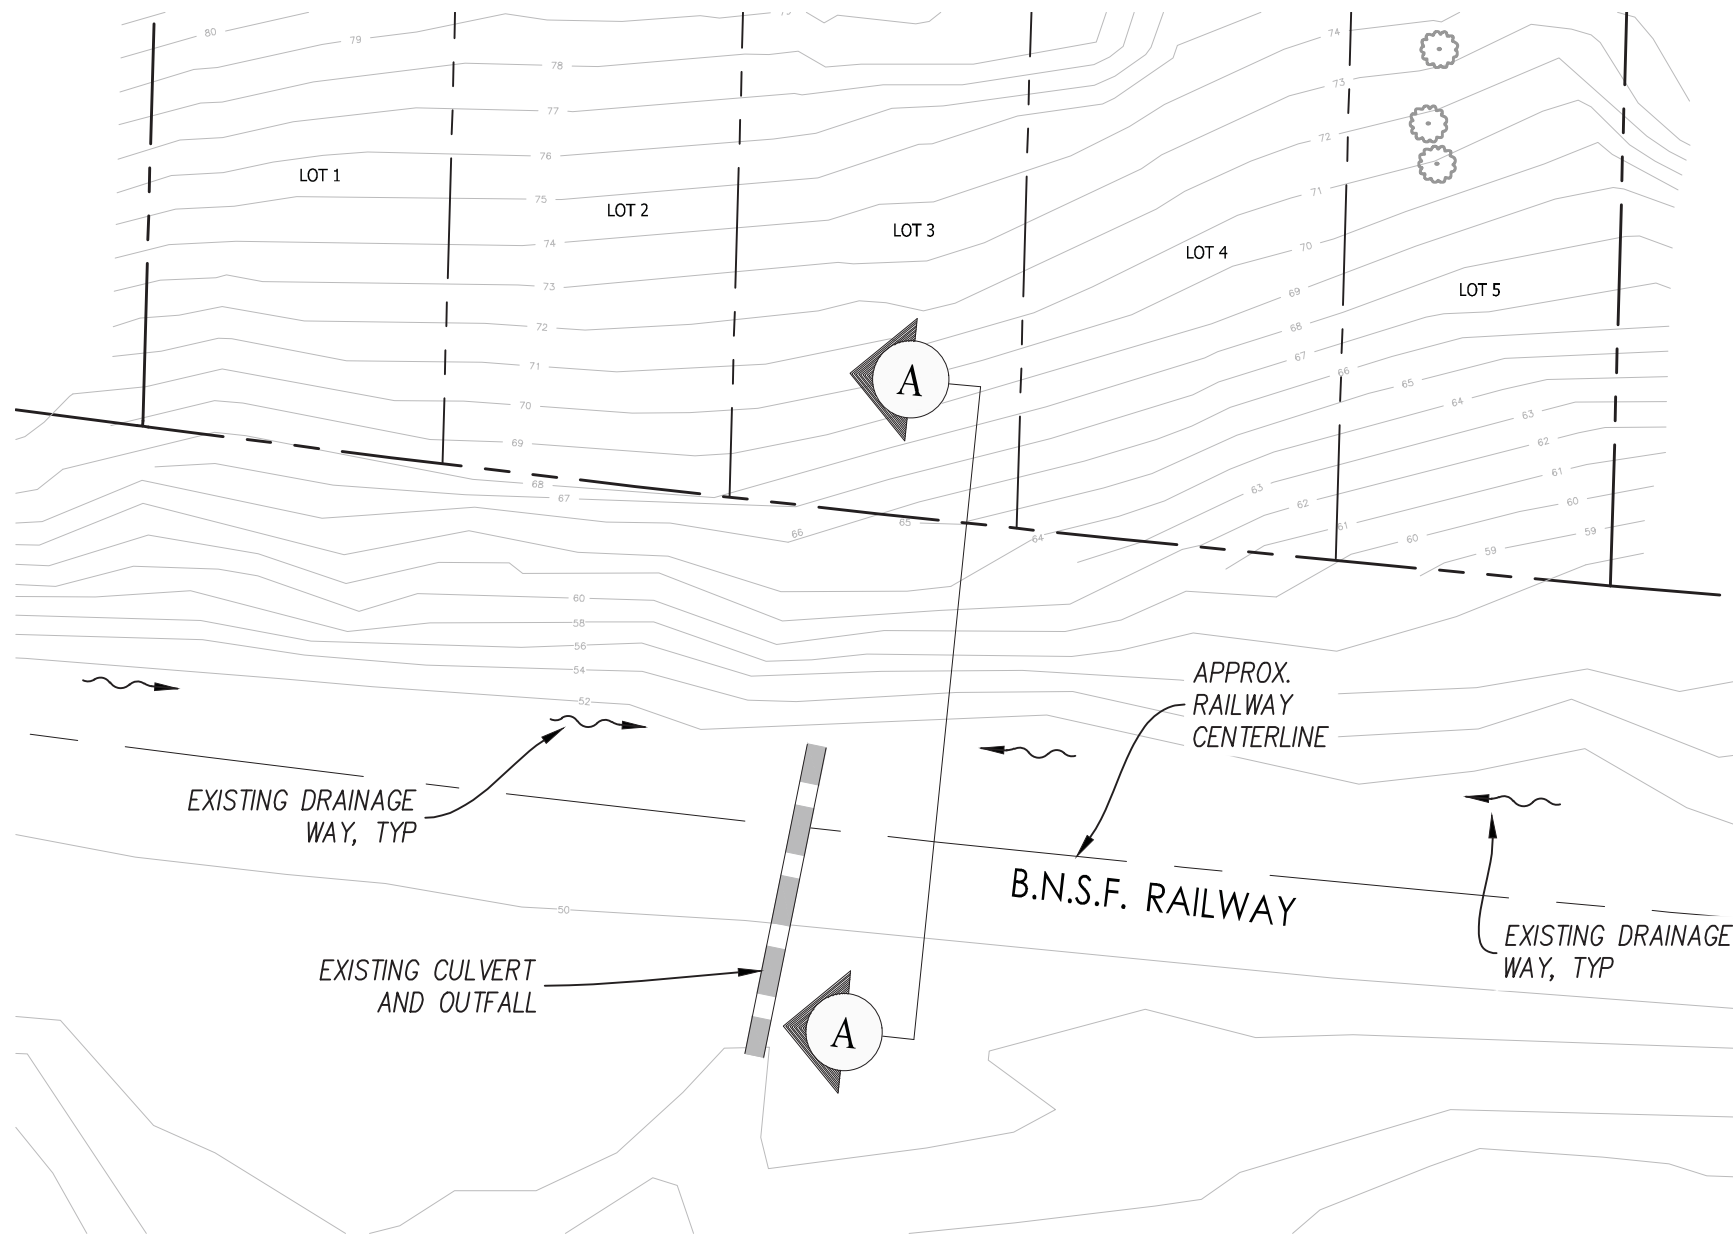 80
79
78
77
76
75
74
73
72
71
70
69
68
67
66
65
64
74
73
72
71
70
69
68
67
66
65
64
63
62
61
60
59
63
62
61
60
59
60
58
56
54
52
50
LOT 1
LOT 2
LOT 3
LOT 4
LOT 5
A
APPROX.
RAILWAY
CENTERLINE
EXISTING DRAINAGE
WAY, TYP
B.N.S.F. RAILWAY
EXISTING DRAINAGE
WAY, TYP
EXISTING CULVERT
AND OUTFALL
A